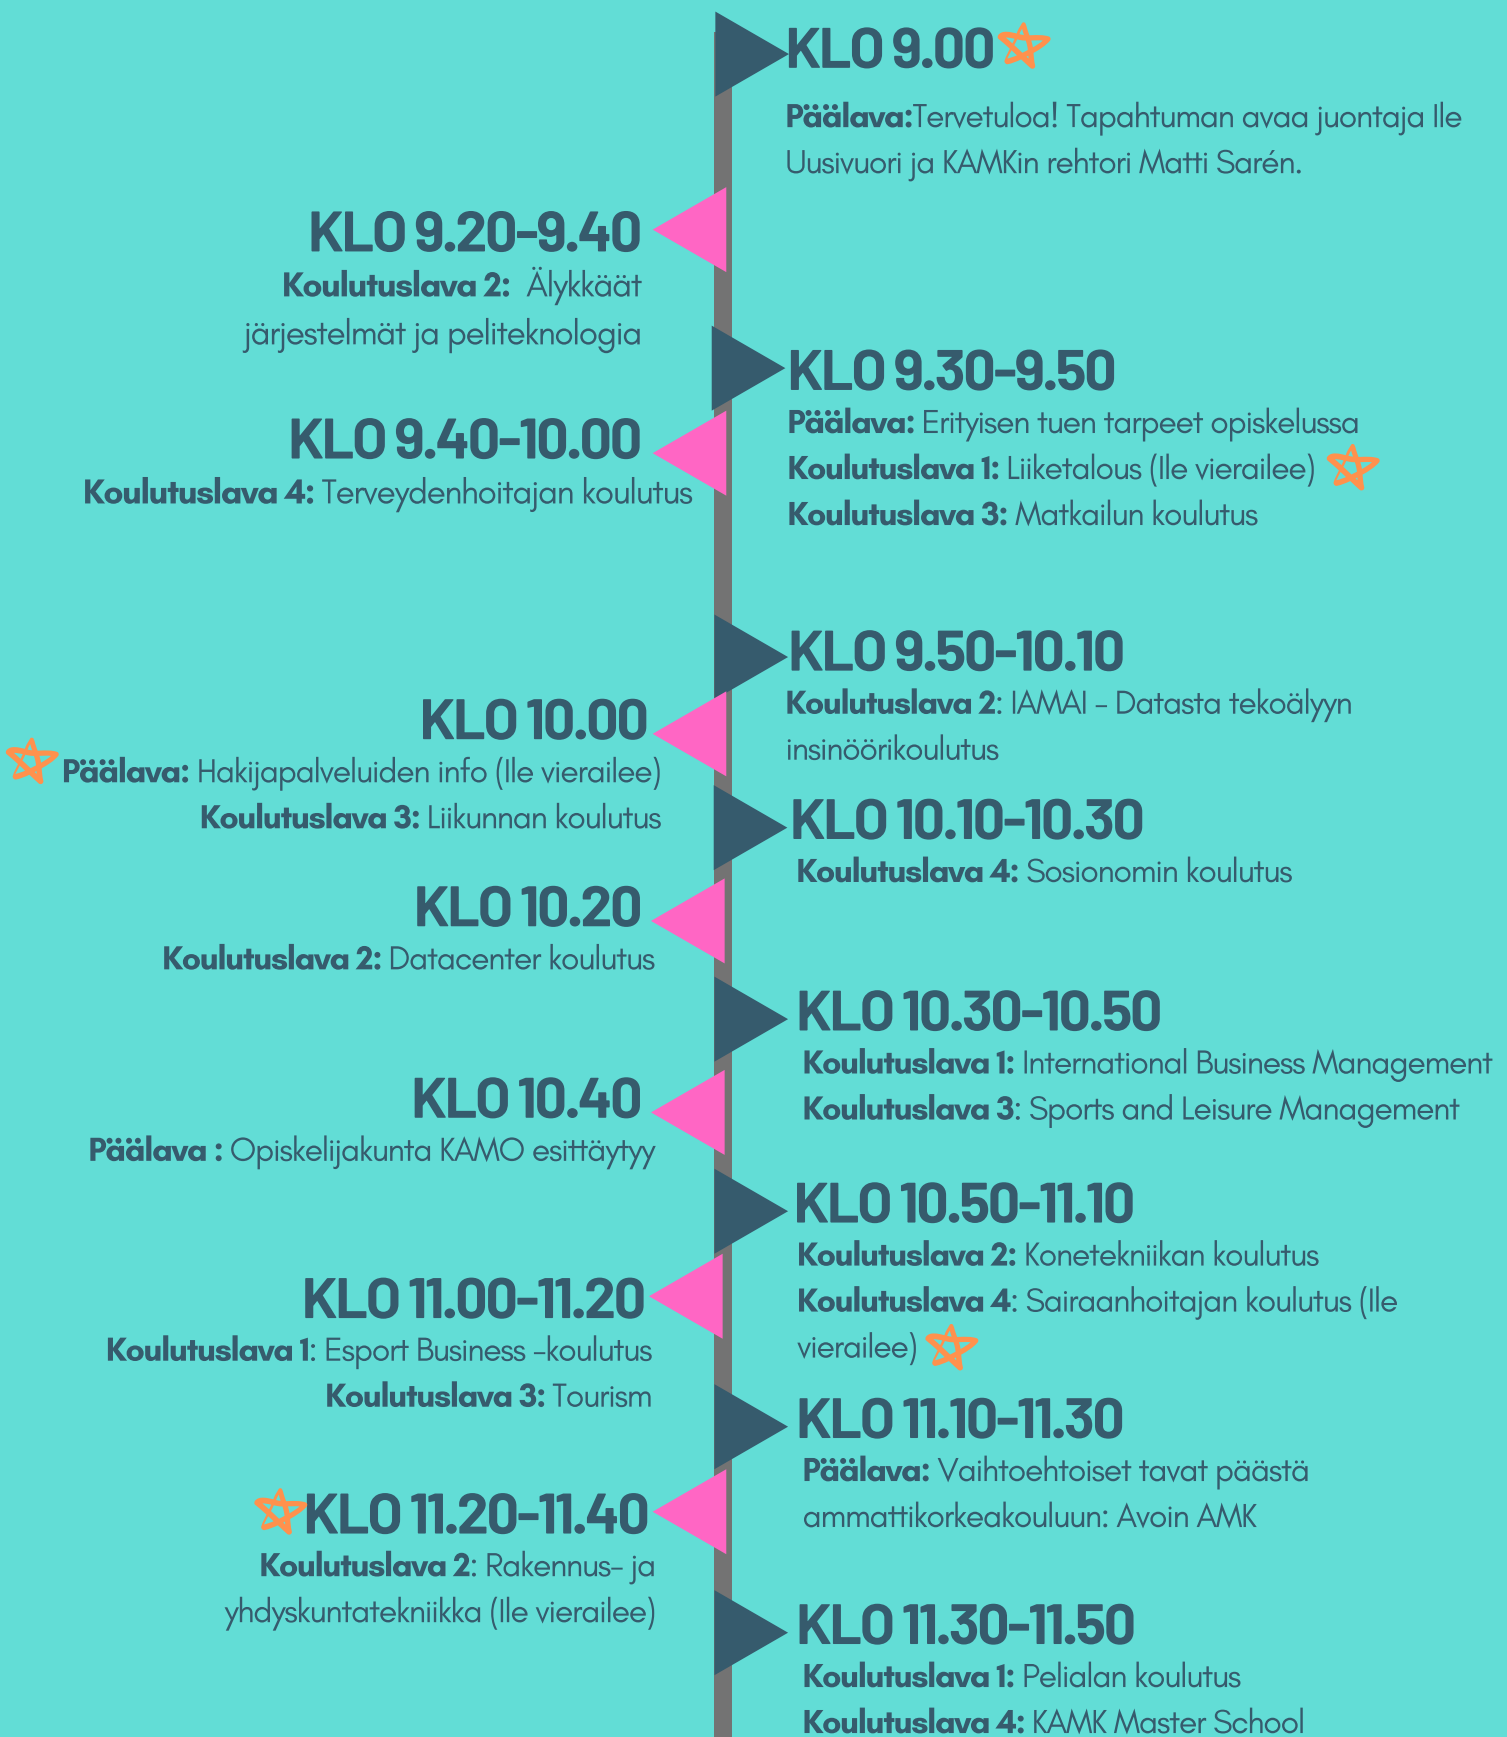 KLO 9.00
Päälava:Tervetuloa! Tapahtuman avaa juontaja Ile
Uusivuori ja KAMKin rehtori Matti Sarén.
KLO 9.20-9.40
Koulutuslava 2: Älykkäät
järjestelmät ja peliteknologia
KLO 9.30-9.50
Päälava: Erityisen tuen tarpeet opiskelussa
Koulutuslava 1: Liiketalous (Ile vierailee)
Koulutuslava 3: Matkailun koulutus
KLO 9.40-10.00
Koulutuslava 4: Terveydenhoitajan koulutus
KLO 9.50-10.10
Koulutuslava 2: IAMAI - Datasta tekoälyyn
insinöörikoulutus
KLO 10.00
Päälava: Hakijapalveluiden info (Ile vierailee)
Koulutuslava 3: Liikunnan koulutus
KLO 10.10-10.30
Koulutuslava 4: Sosionomin koulutus
KLO 10.20
Koulutuslava 2: Datacenter koulutus
KLO 10.30-10.50
Koulutuslava 1: International Business Management
Koulutuslava 3: Sports and Leisure Management
KLO 10.40
Päälava : Opiskelijakunta KAMO esittäytyy
KLO 10.50-11.10
Koulutuslava 2: Konetekniikan koulutus
Koulutuslava 4: Sairaanhoitajan koulutus (Ile
vierailee)
KLO 11.00-11.20
Koulutuslava 1: Esport Business -koulutus
Koulutuslava 3: Tourism
KLO 11.10-11.30
Päälava: Vaihtoehtoiset tavat päästä
ammattikorkeakouluun: Avoin AMK
KLO 11.20-11.40
Koulutuslava 2: Rakennus- ja
yhdyskuntatekniikka (Ile vierailee)
KLO 11.30-11.50
Koulutuslava 1: Pelialan koulutus
Koulutuslava 4: KAMK Master School